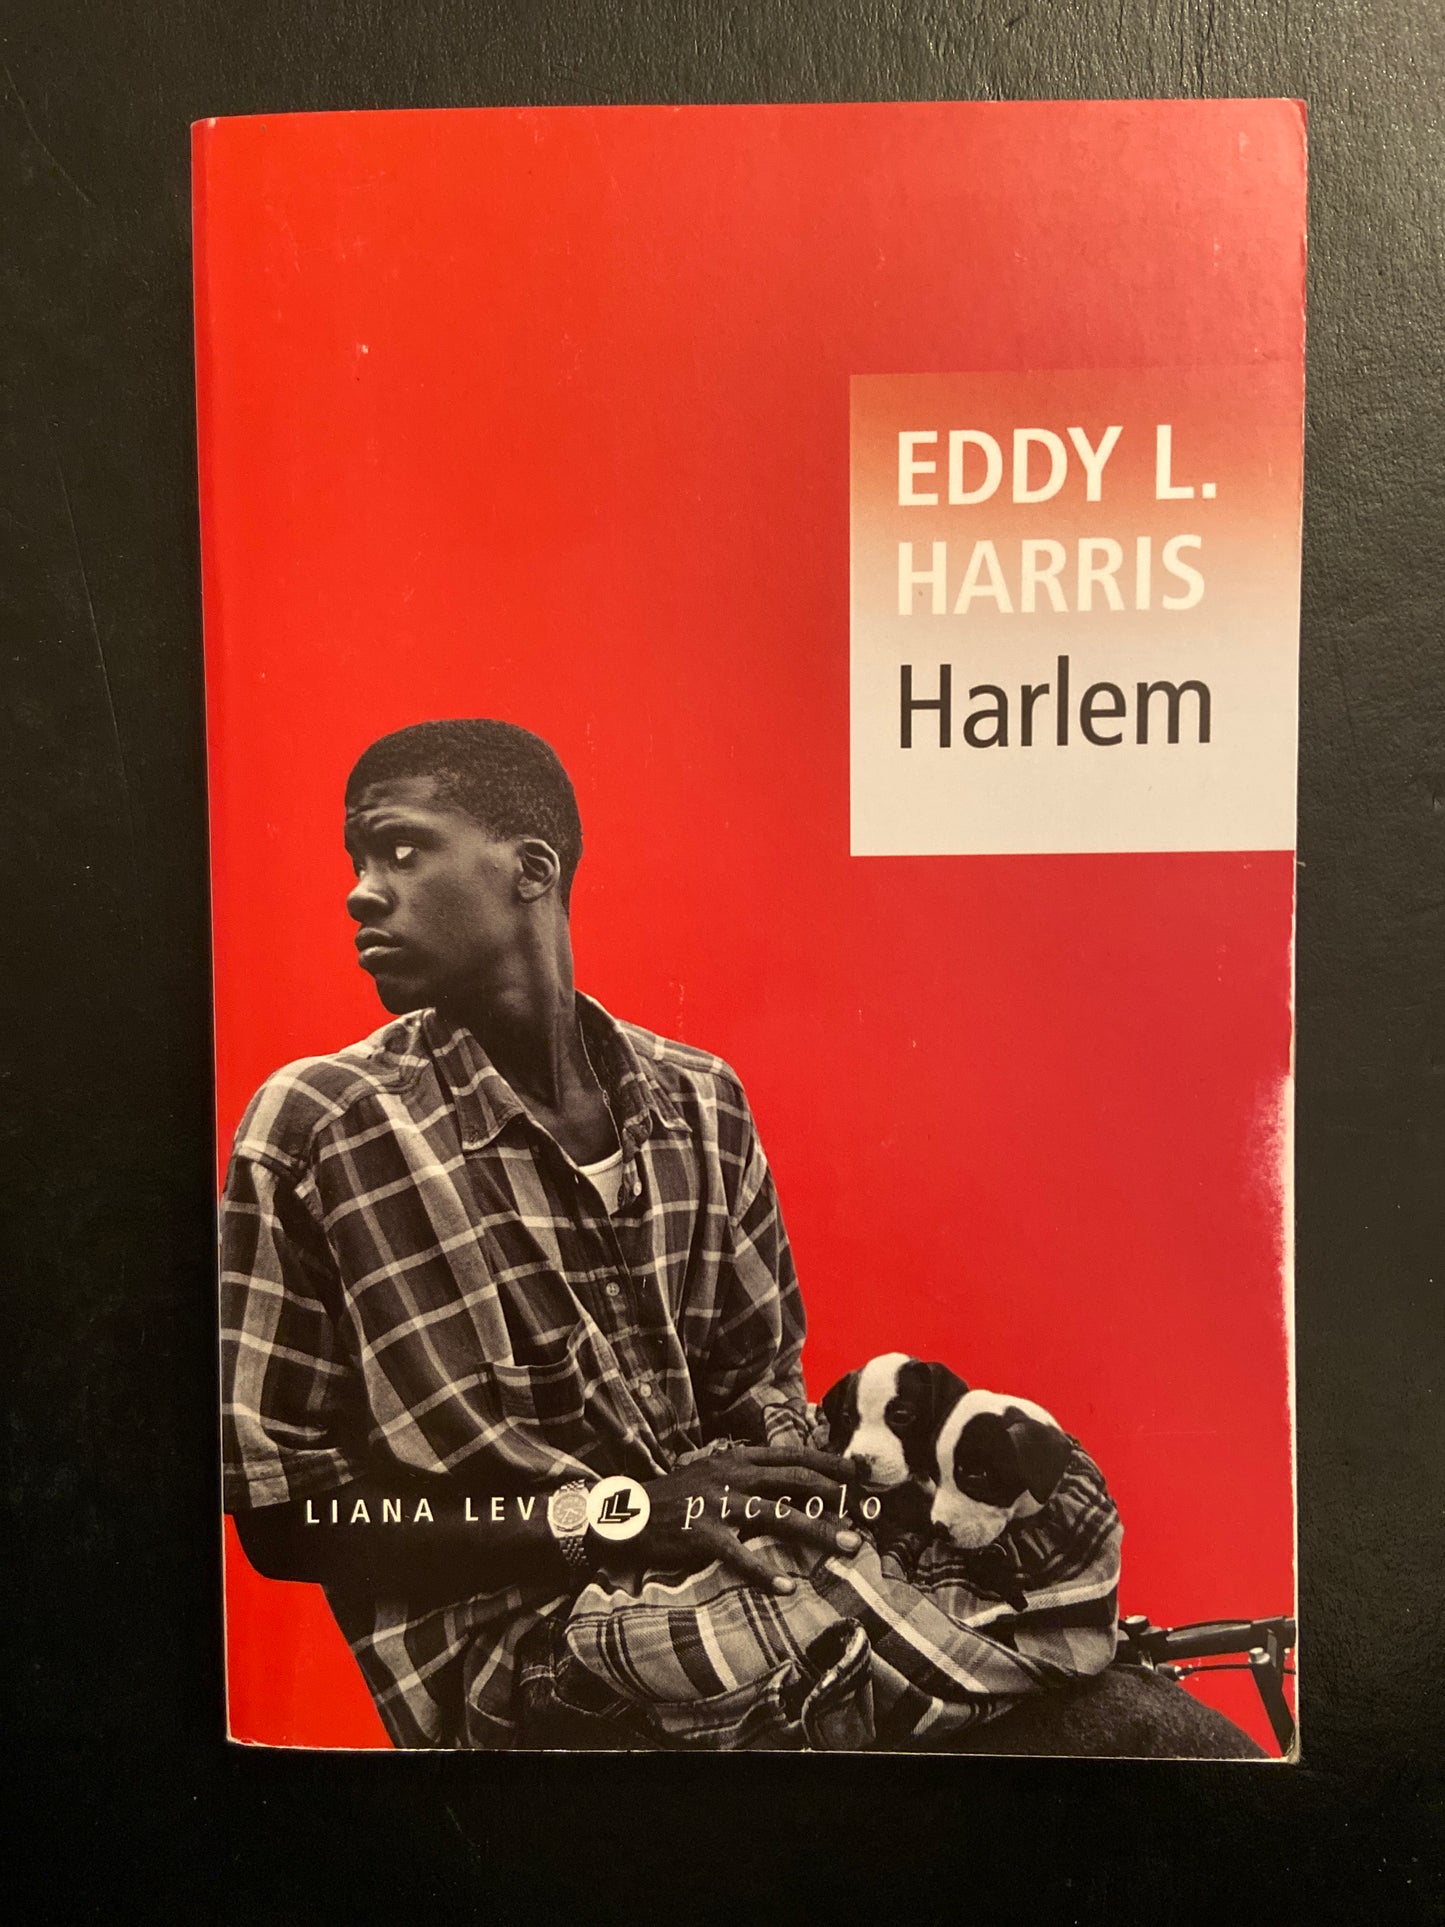 EDDY L.
HARRIS
Harlem
LIANA LEVI piccolo